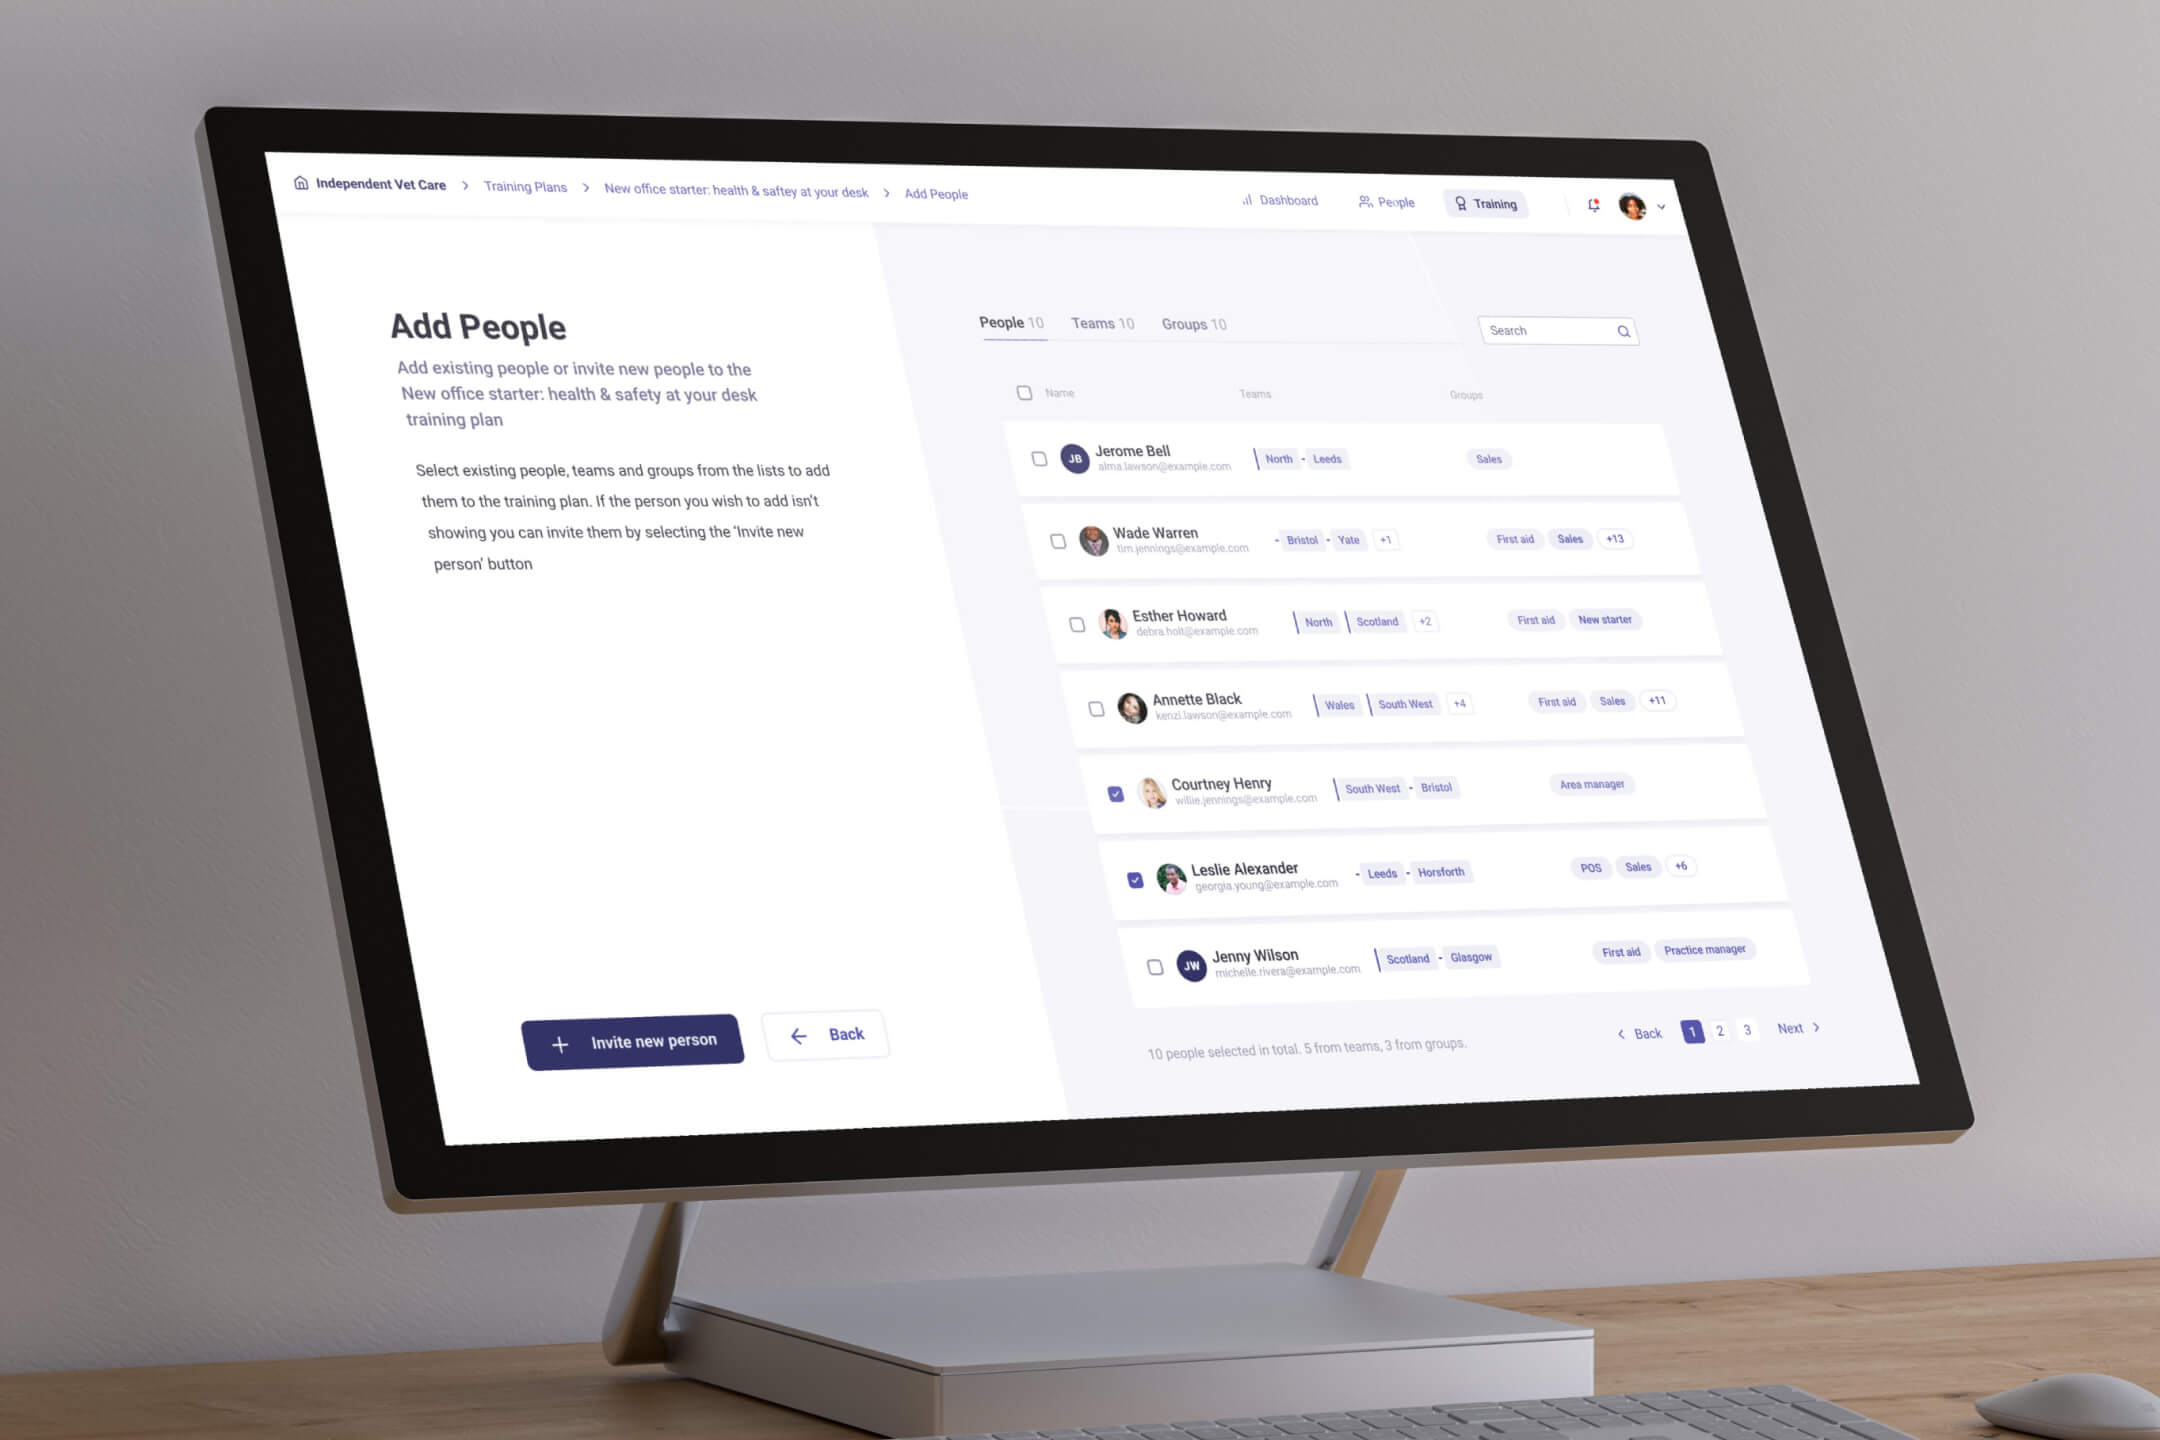 Independent Vet Care > Training Plans > New office starter: health & saftey at your desk > Add People
Dashboard People Training
Add People
Add existing people or invite new people to the
New office starter: health & safety at your desk
training plan
Select existing people, teams and groups from the lists to add
them to the training plan. If the person you wish to add isn't
showing you can invite them by selecting the 'Invite new
person' button
+ Invite new person
Back
People 10 Teams 10 Groups 10
Search
Name Teams Groups
JB Jerome Bell North - Leeds Sales
alma.lawson@example.com
Wade Warren - Bristol - Yate +1 First aid Sales +13
tim.jennings@example.com
Esther Howard North Scotland +2 First aid New starter
debra.holt@example.com
Annette Black Wales South West +4 First aid Sales +11
kenzi.lawson@example.com
Courtney Henry South West - Bristol Area manager
willie.jennings@example.com
Leslie Alexander - Leeds - Horsforth POS Sales +6
georgia.young@example.com
JW Jenny Wilson Scotland - Glasgow First aid Practice manager
michelle.rivera@example.com
10 people selected in total. 5 from teams, 3 from groups.
< Back 1 2 3 Next >